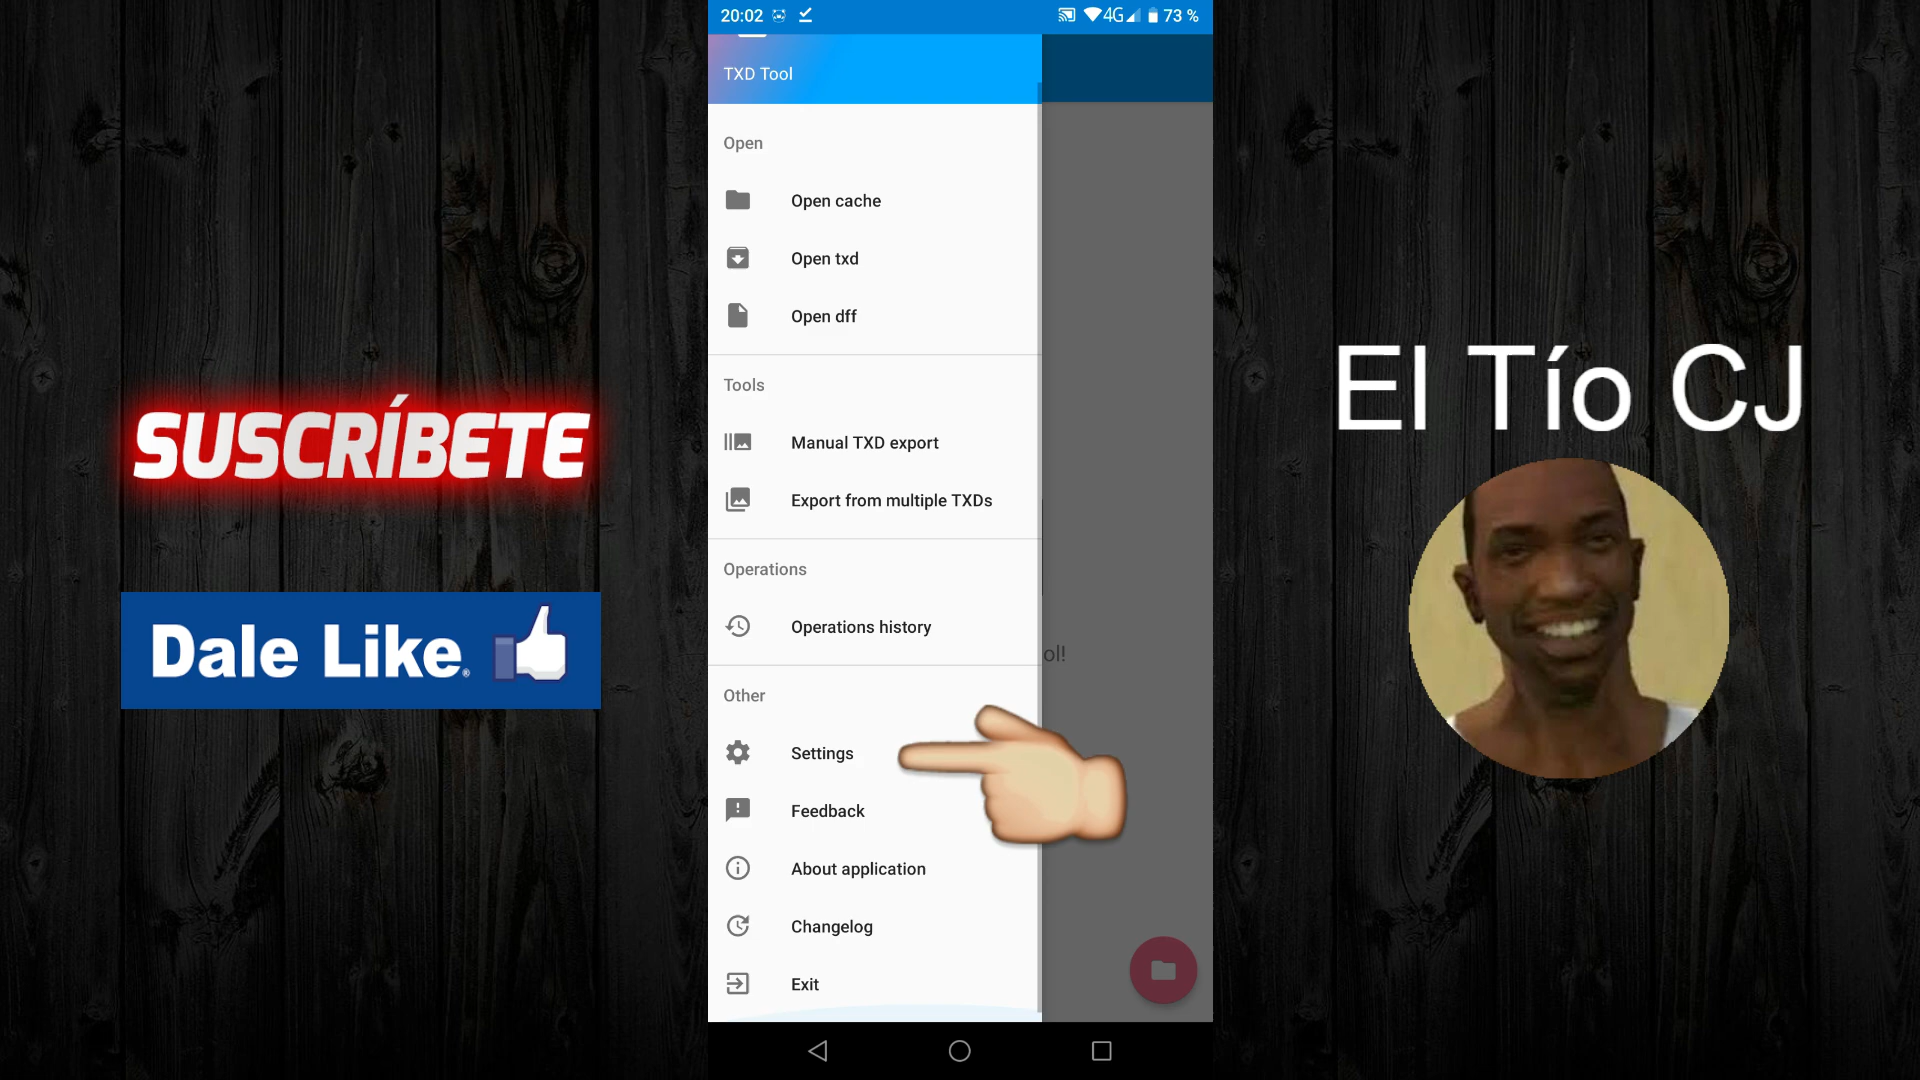 20:02 4G 73 %
TXD Tool
Open
Open cache
Open txd
Open dff
Tools
Manual TXD export
Export from multiple TXDs
Operations
Operations history
ol!
Other
Settings
Feedback
About application
Changelog
Exit
SUSCRÍBETE
Dale Like®
El Tío CJ